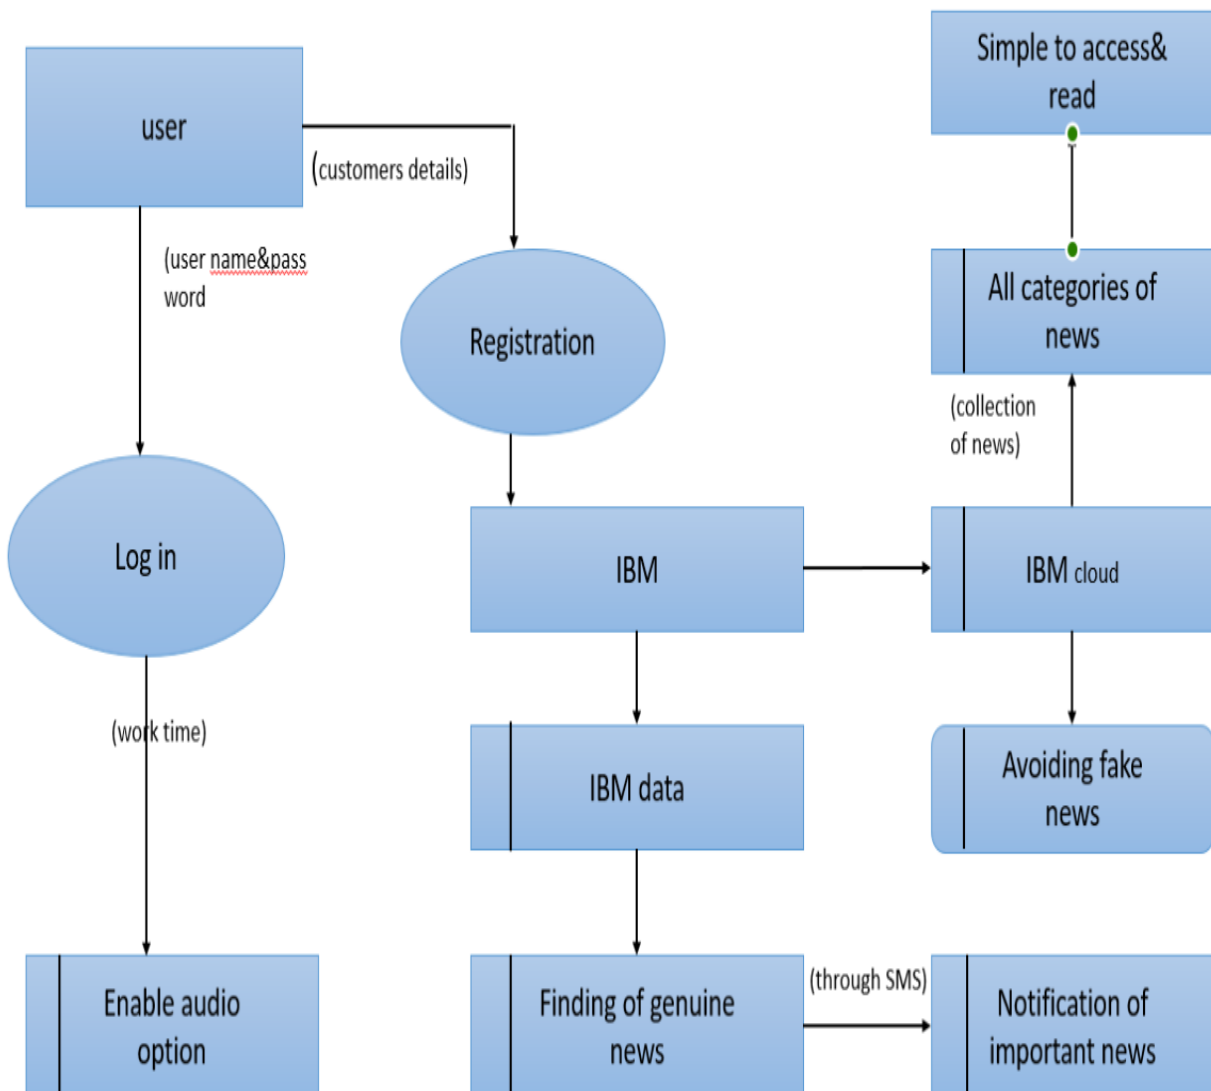 Simple to access&
read
user
(customers details)
(user name&pass
word
All categories of
news
Registration
(collection
of news)
Log in
IBM
IBM cloud
(work time)
IBM data
Avoiding fake
news
Enable audio
option
Finding of genuine
news
(through SMS)
Notification of
important news